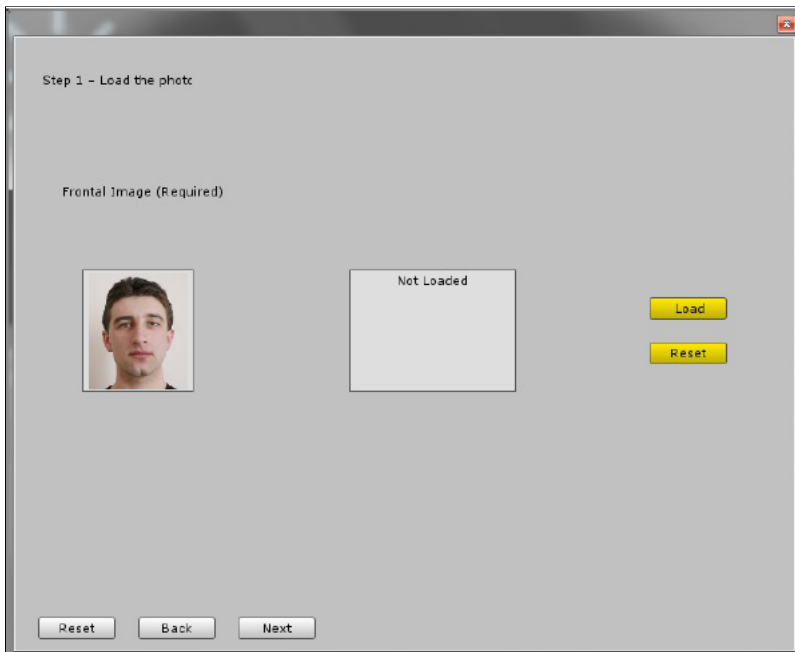 Step 1 – Load the photo
Frontal Image (Required)
Not Loaded
Load
Reset
Reset
Back
Next